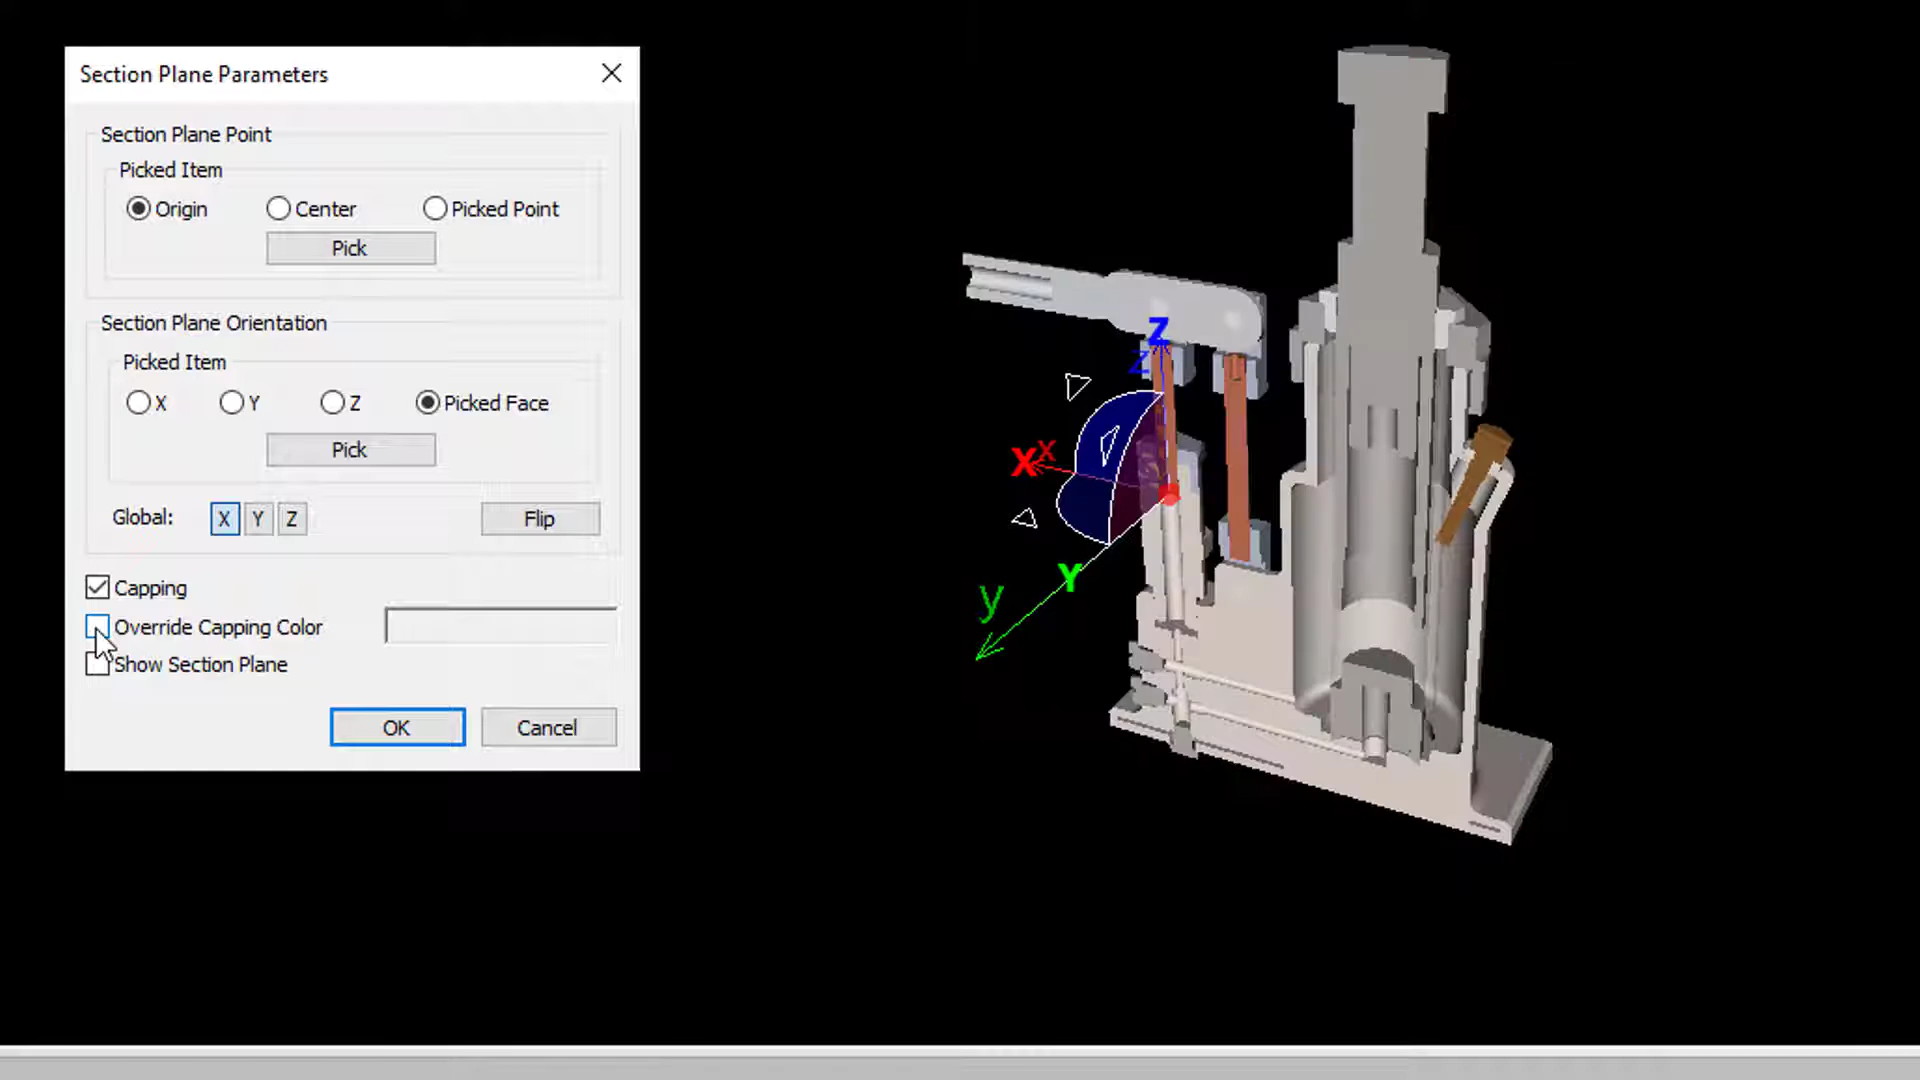 Section Plane Parameters
Section Plane Point
Picked Item
Origin Center Picked Point
Pick
Section Plane Orientation
Picked Item
X Y Z Picked Face
Pick
Global: X Y Z Flip
Capping
Override Capping Color
Show Section Plane
OK Cancel
Z
Z
X x
Y
y